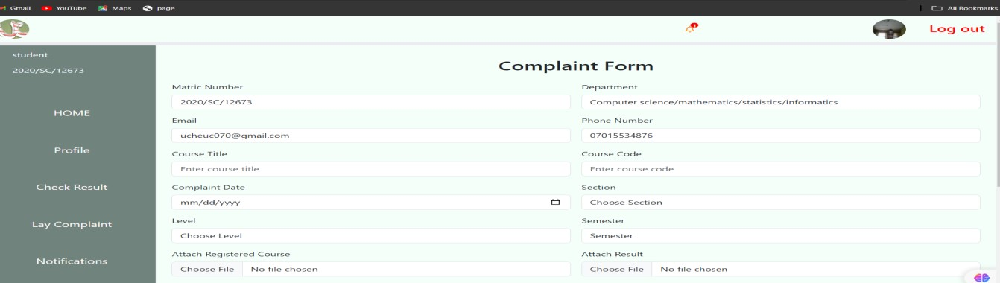 Gmail YouTube Maps page All Bookmarks
1 Log out
student
2020/SC/12673
HOME
Profile
Check Result
Lay Complaint
Notifications
Complaint Form
Matric Number Department
2020/SC/12673 Computer science/mathematics/statistics/informatics
Email Phone Number
ucheuc070@gmail.com 07015534876
Course Title Course Code
Enter course title Enter course code
Complaint Date Section
mm/dd/yyyy Choose Section
Level Semester
Choose Level Semester
Attach Registered Course Attach Result
Choose File No file chosen Choose File No file chosen